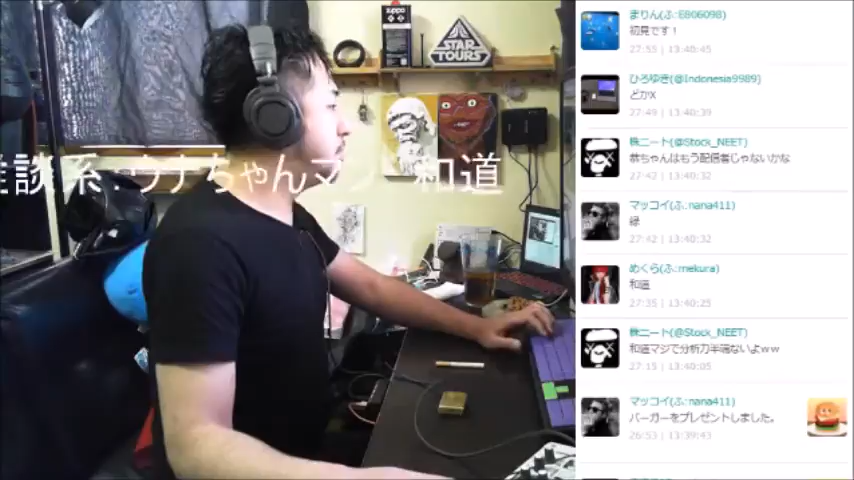 ZIPPO
STAR
TOURS
談系:ウナちゃんマン 和道
まりん(ふ:EB06098)
初見です！
27:55 | 13:40:45
ひろゆき(@Indonesia9989)
どかX
27:49 | 13:40:39
株ニート(@Stock_NEET)
恭ちゃんはもう配信者じゃないかな
27:42 | 13:40:32
マッコイ(ふ:nana411)
緑
27:42 | 13:40:32
めくら(ふ:mekura)
和道
27:35 | 13:40:25
株ニート(@Stock_NEET)
和道マジで分析力半端ないよｗｗ
27:15 | 13:40:05
マッコイ(ふ:nana411)
バーガーをプレゼントしました。
26:53 | 13:39:43